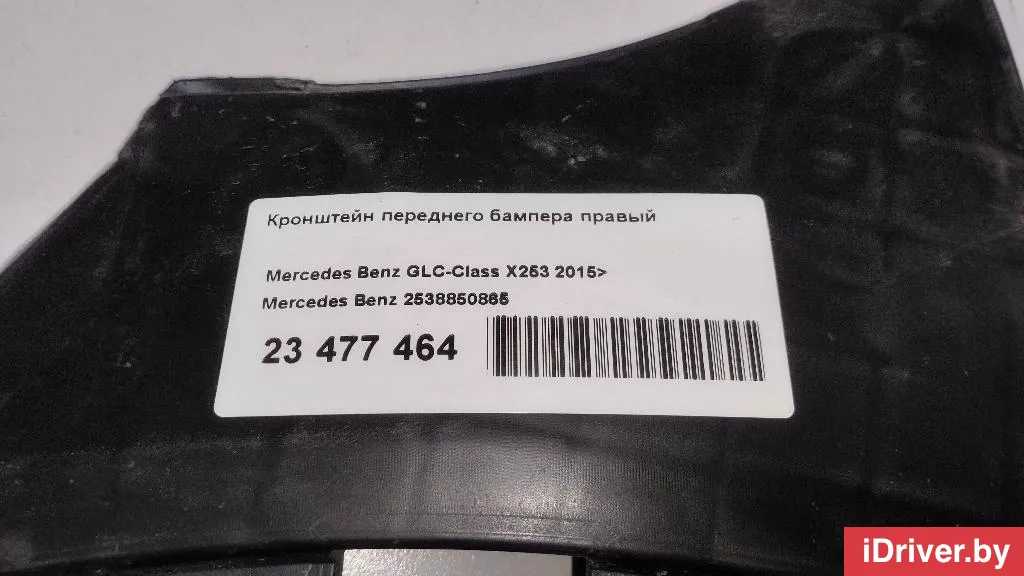 Кронштейн переднего бампера правый
Mercedes Benz GLC-Class X253 2015>
Mercedes Benz 2538850865
23 477 464
iDriver.by